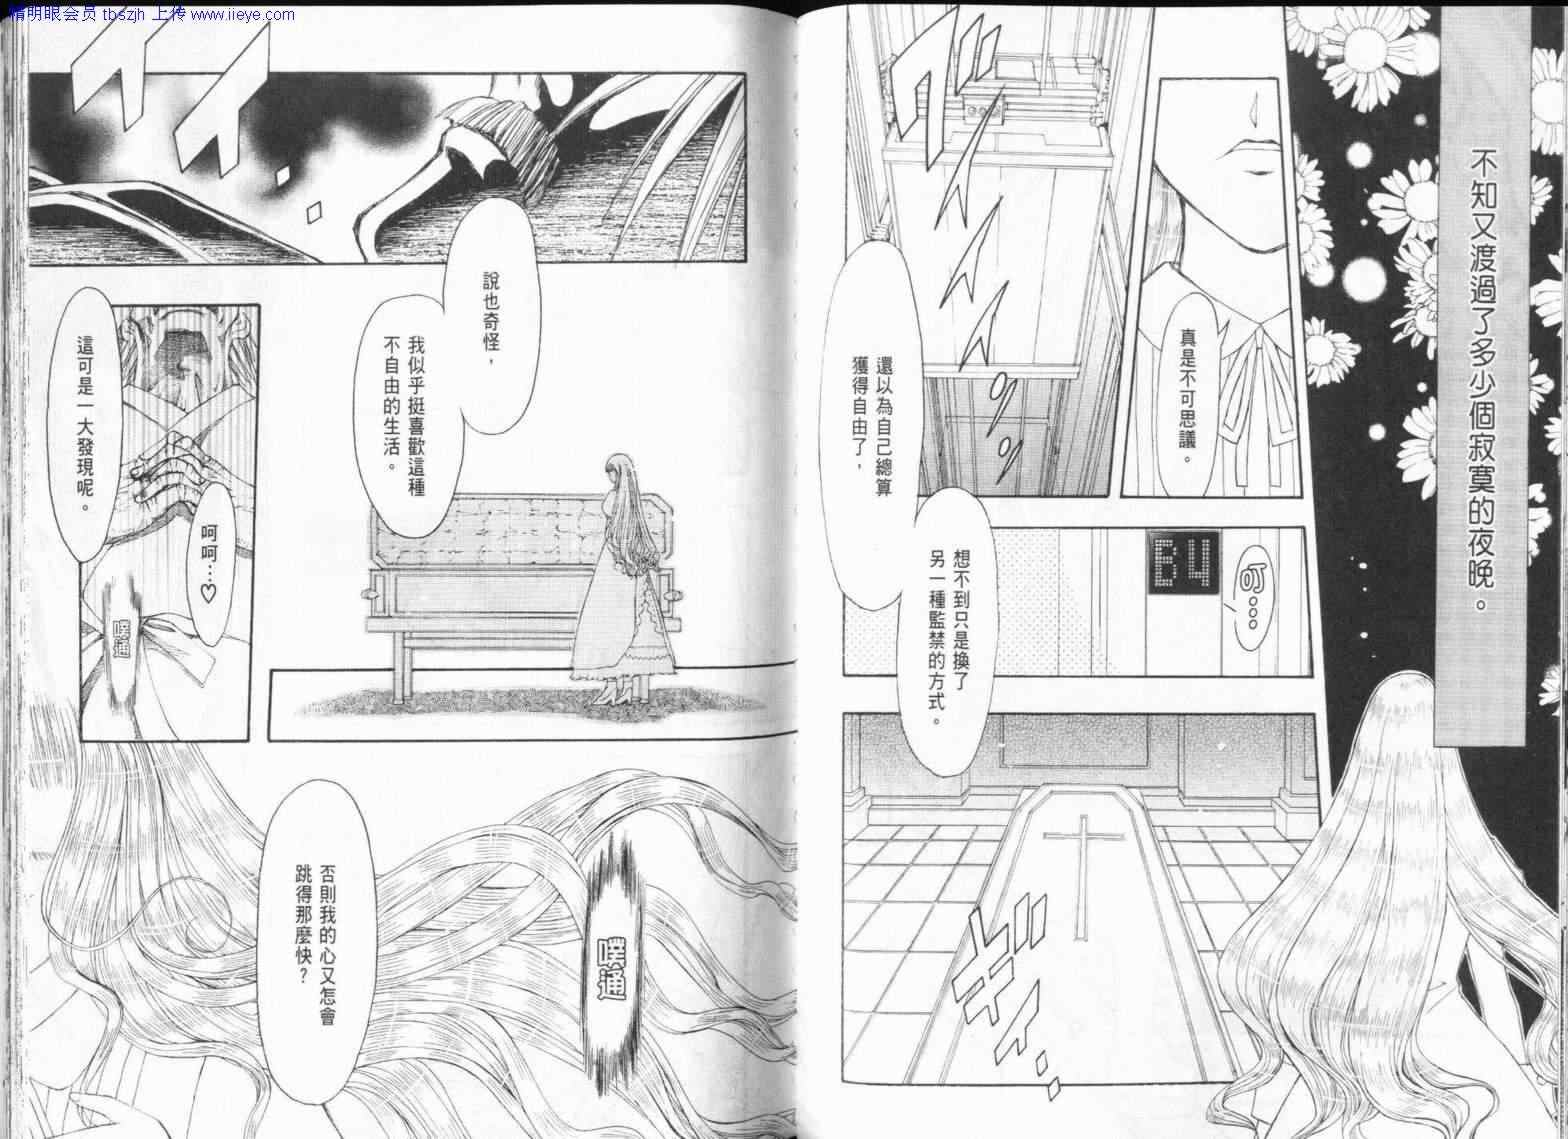 精明眼会员 tbszjh 上传 www.iieye.com
不知又渡過了多少個寂寞的夜晚。
真是不可思議。
還以為自己總算
獲得自由了，
叮…
B4
想不到只是換了
另一種監禁的方式。
ギギィ…
說也奇怪，
我似乎挺喜歡這種
不自由的生活。
這可是一大發現呢。
呵呵…♡
噗通
噗通
否則我的心又怎會
跳得那麼快？